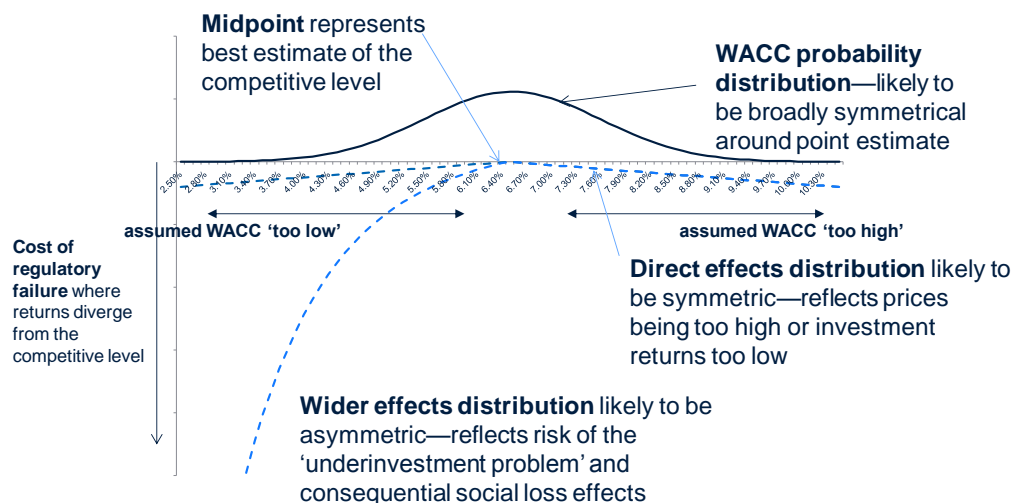 Midpoint represents
best estimate of the
competitive level
WACC probability
distribution—likely to
be broadly symmetrical
around point estimate
2.50% 2.80% 3.10% 3.40% 3.70% 4.00% 4.30% 4.60% 4.90% 5.20% 5.50% 5.80% 6.10% 6.40% 6.70% 7.00% 7.30% 7.60% 7.90% 8.20% 8.50% 8.80% 9.10% 9.40% 9.70% 10.00% 10.30%
assumed WACC ‘too low’
assumed WACC ‘too high’
Cost of
regulatory
failure where
returns diverge
from the
competitive level
Direct effects distribution likely to
be symmetric—reflects prices
being too high or investment
returns too low
Wider effects distribution likely to be
asymmetric—reflects risk of the
‘underinvestment problem’ and
consequential social loss effects